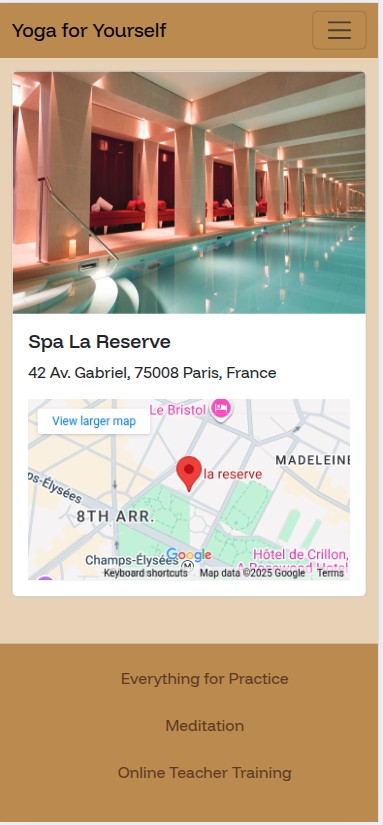 Yoga for Yourself
Spa La Reserve
42 Av. Gabriel, 75008 Paris, France
View larger map
Le Bristol
la reserve
MADELEINE
ps-Élysées
8TH ARR.
Champs-Élysées
M
Google
Hôtel de Crillon,
A Rosewood Hotel
Keyboard shortcuts
Map data ©2025 Google
Terms
Everything for Practice
Meditation
Online Teacher Training